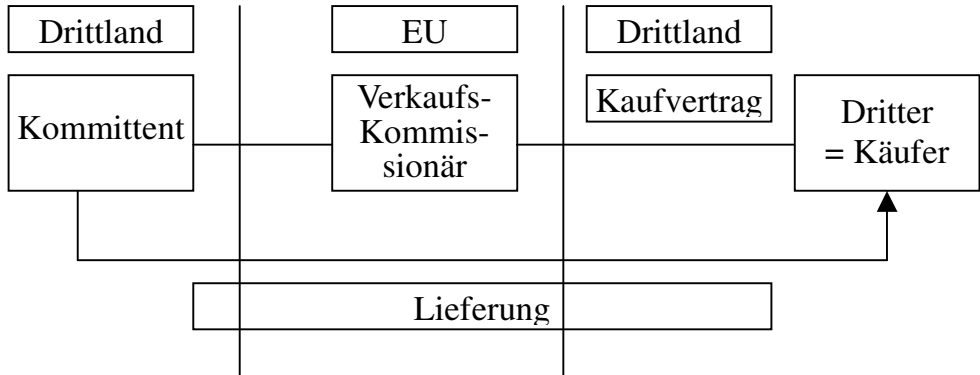 Drittland
EU
Drittland
Kommittent
Verkaufs-
Kommis-
sionär
Kaufvertrag
Dritter
= Käufer
Lieferung